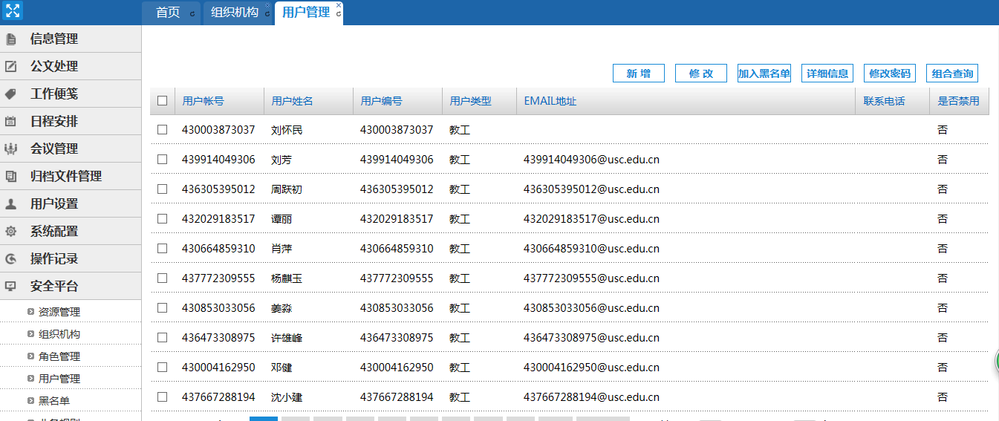 首页 组织机构 用户管理
信息管理
公文处理
工作便笺
日程安排
会议管理
归档文件管理
用户设置
系统配置
操作记录
安全平台
资源管理
组织机构
角色管理
用户管理
黑名单
新 增 修 改 加入黑名单 详细信息 修改密码 组合查询
用户帐号 用户姓名 用户编号 用户类型 EMAIL地址 联系电话 是否禁用
430003873037 刘怀民 430003873037 教工 否
439914049306 刘芳 439914049306 教工 439914049306@usc.edu.cn 否
436305395012 周跃初 436305395012 教工 436305395012@usc.edu.cn 否
432029183517 谭丽 432029183517 教工 432029183517@usc.edu.cn 否
430664859310 肖萍 430664859310 教工 430664859310@usc.edu.cn 否
437772309555 杨麒玉 437772309555 教工 437772309555@usc.edu.cn 否
430853033056 姜淼 430853033056 教工 430853033056@usc.edu.cn 否
436473308975 许雄峰 436473308975 教工 436473308975@usc.edu.cn 否
430004162950 邓健 430004162950 教工 430004162950@usc.edu.cn 否
437667288194 沈小建 437667288194 教工 437667288194@usc.edu.cn 否